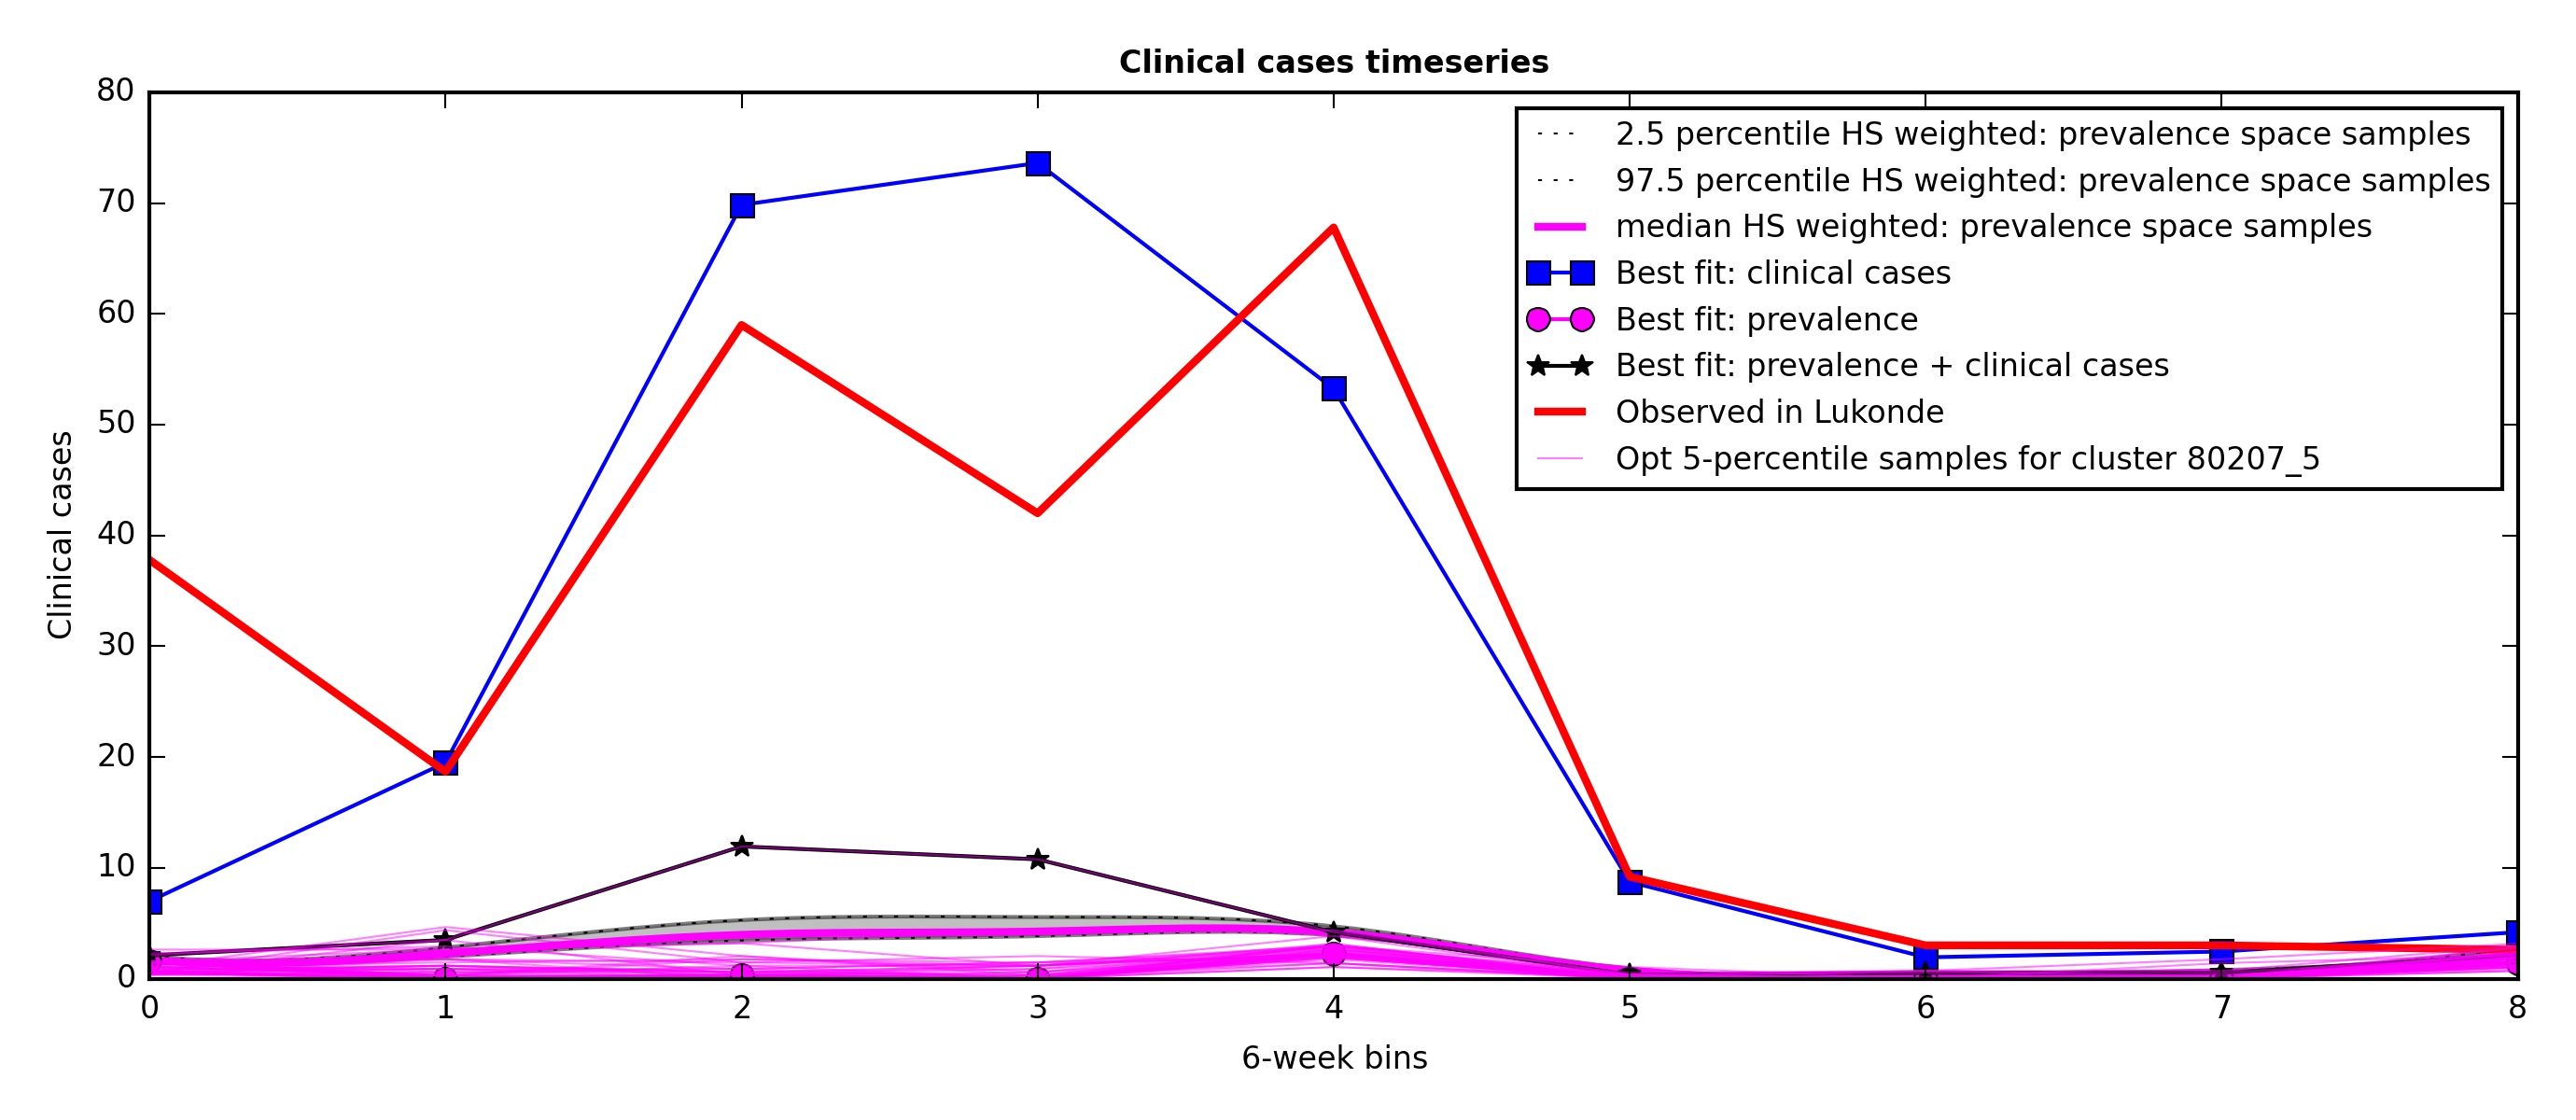 Clinical cases timeseries
80
70
60
50
40
30
20
10
0
Clinical cases
2.5 percentile HS weighted: prevalence space samples
97.5 percentile HS weighted: prevalence space samples
median HS weighted: prevalence space samples
Best fit: clinical cases
Best fit: prevalence
Best fit: prevalence + clinical cases
Observed in Lukonde
Opt 5-percentile samples for cluster 80207_5
0 1 2 3 4 5 6 7 8
6-week bins